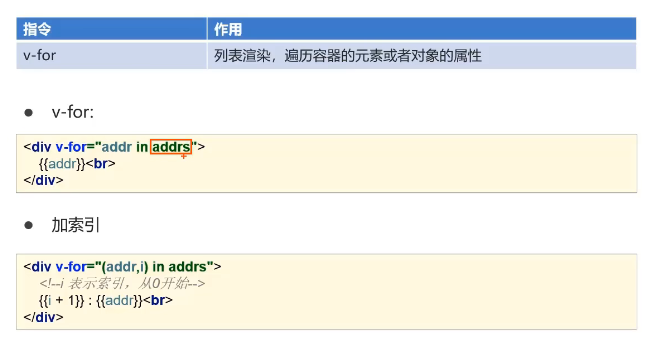 指令 作用
v-for 列表渲染，遍历容器的元素或者对象的属性
● v-for:
<div v-for="addr in addrs">
{{addr}}<br>
</div>
● 加索引
<div v-for="(addr,i) in addrs">
<!--i 表示索引，从0开始-->
{{i + 1}} : {{addr}}<br>
</div>